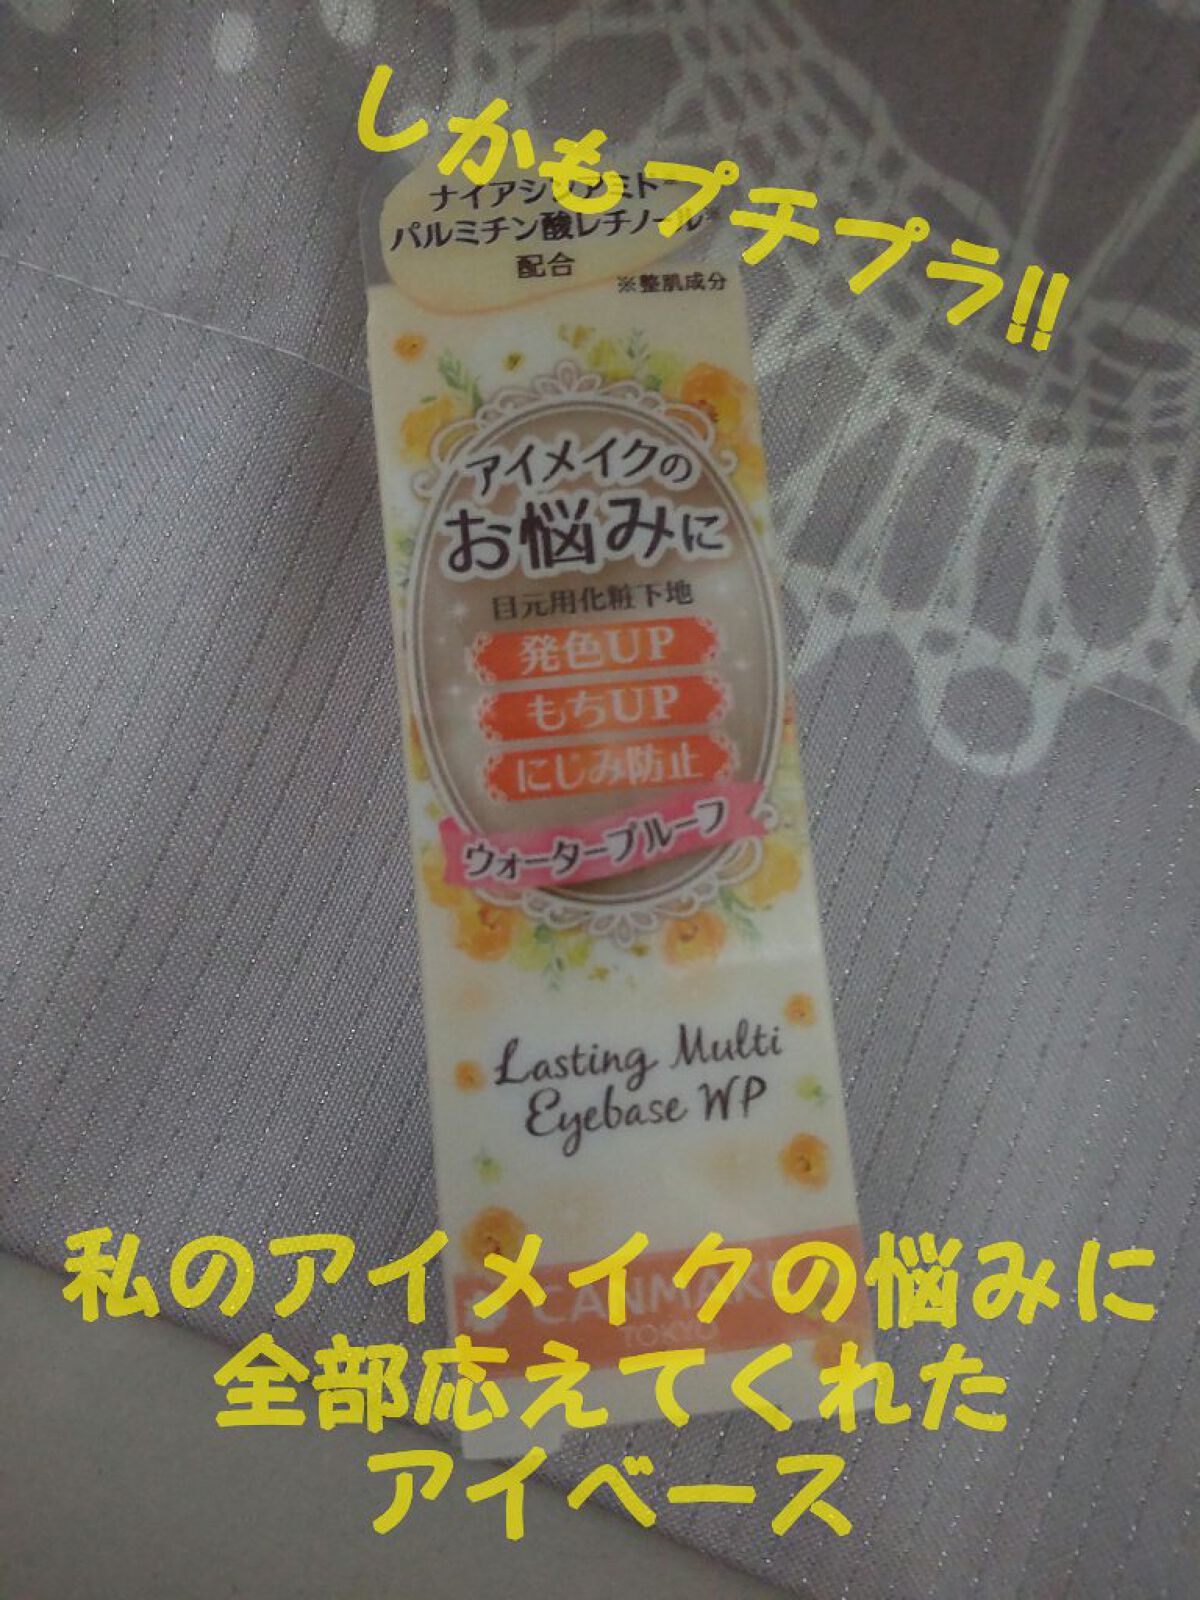 しかもプチプラ!!
ナイアシンアミド※
パルミチン酸レチノール※
配合
※整肌成分
アイメイクの
お悩みに
目元用化粧下地
発色UP
もちUP
にじみ防止
ウォータープルーフ
Lasting Multi
Eyebase WP
CANMAKE
TOKYO
私のアイメイクの悩みに
全部応えてくれた
アイベース